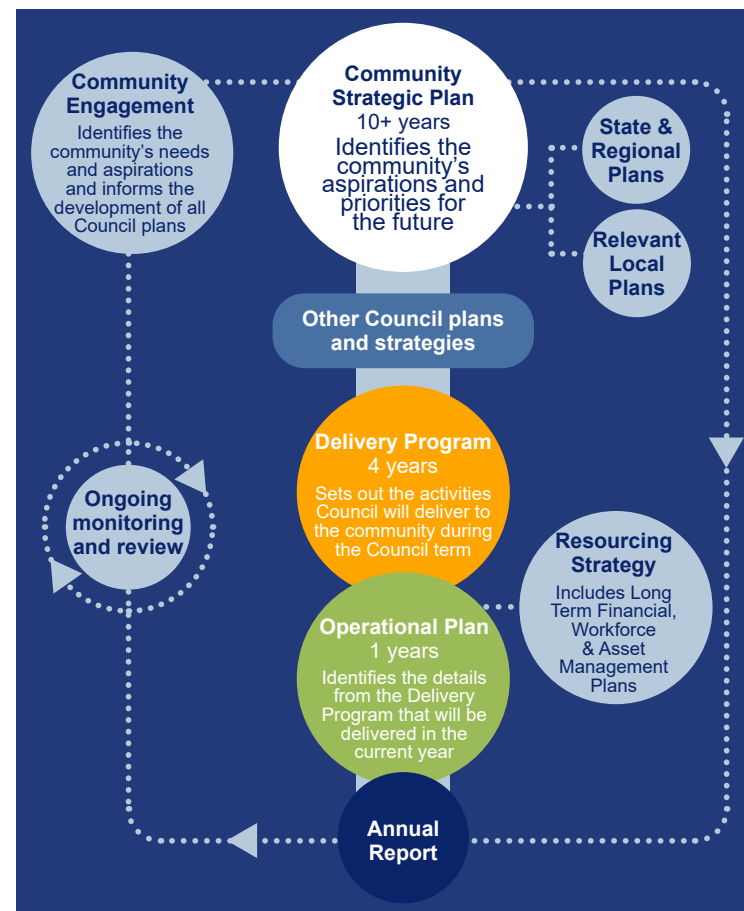 Community
Engagement
Identifies the
community's needs
and aspirations
and informs the
development of all
Council plans
Community
Strategic Plan
10+ years
Identifies the
community's
aspirations and
priorities for
the future
State &
Regional
Plans
Relevant
Local
Plans
Other Council plans
and strategies
Delivery Program
4 years
Sets out the activities
Council will deliver to
the community during
the Council term
Ongoing
monitoring
and review
Resourcing
Strategy
Includes Long
Term Financial,
Workforce
& Asset
Management
Plans
Operational Plan
1 years
Identifies the details
from the Delivery
Program that will be
delivered in the
current year
Annual
Report